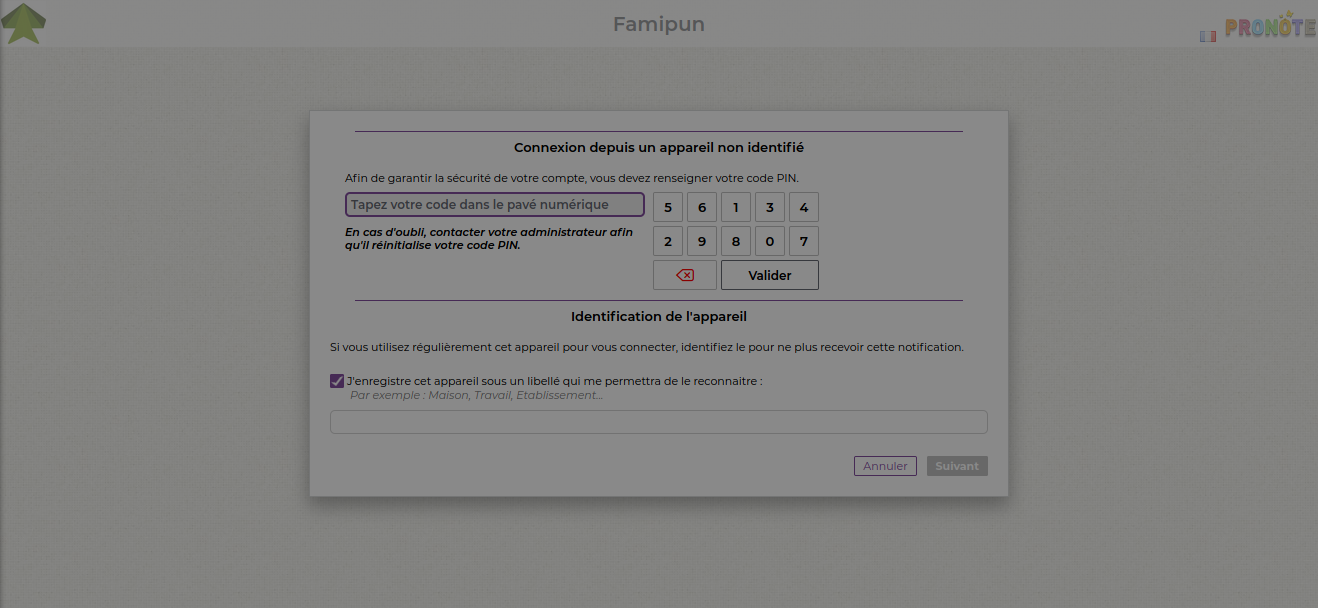 Famipun
PRONOTE
Connexion depuis un appareil non identifié
Afin de garantir la sécurité de votre compte, vous devez renseigner votre code PIN.
Tapez votre code dans le pavé numérique
5 6 1 3 4
En cas d'oubli, contacter votre administrateur afin
qu'il réinitialise votre code PIN.
2 9 8 0 7
Valider
Identification de l'appareil
Si vous utilisez régulièrement cet appareil pour vous connecter, identifiez le pour ne plus recevoir cette notification.
J'enregistre cet appareil sous un libellé qui me permettra de le reconnaitre :
Par exemple : Maison, Travail, Etablissement...
Annuler Suivant